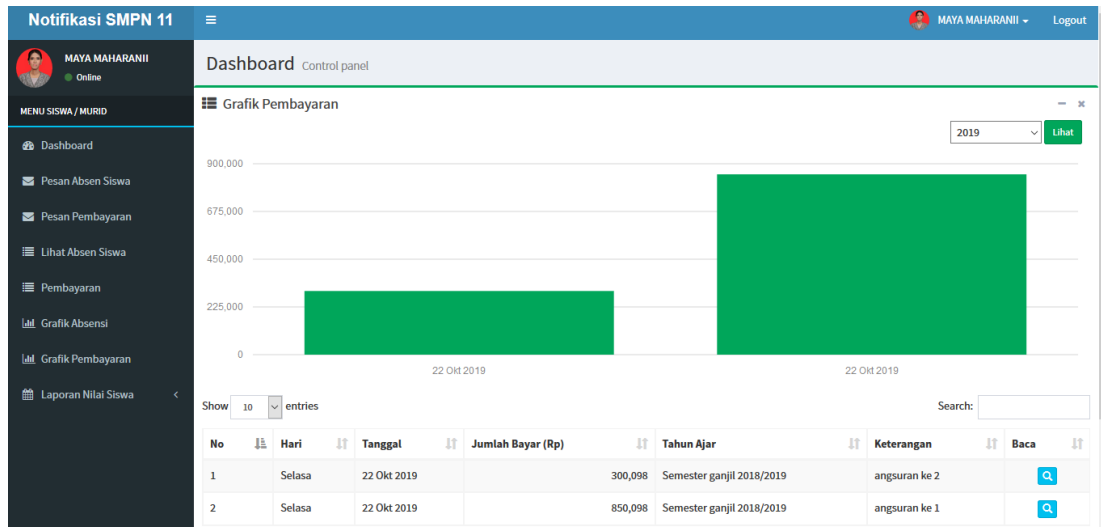 Notifikasi SMPN 11
MAYA MAHARANII
Logout
MAYA MAHARANII
Online
Dashboard Control panel
MENU SISWA / MURID
Dashboard
Pesan Absen Siswa
Pesan Pembayaran
Lihat Absen Siswa
Pembayaran
Grafik Absensi
Grafik Pembayaran
Laporan Nilai Siswa
Grafik Pembayaran
2019 Lihat
900,000
675,000
450,000
225,000
0
22 Okt 2019 22 Okt 2019
Show 10 entries Search:
No Hari Tanggal Jumlah Bayar (Rp) Tahun Ajar Keterangan Baca
1 Selasa 22 Okt 2019 300,098 Semester ganjil 2018/2019 angsuran ke 2
2 Selasa 22 Okt 2019 850,098 Semester ganjil 2018/2019 angsuran ke 1